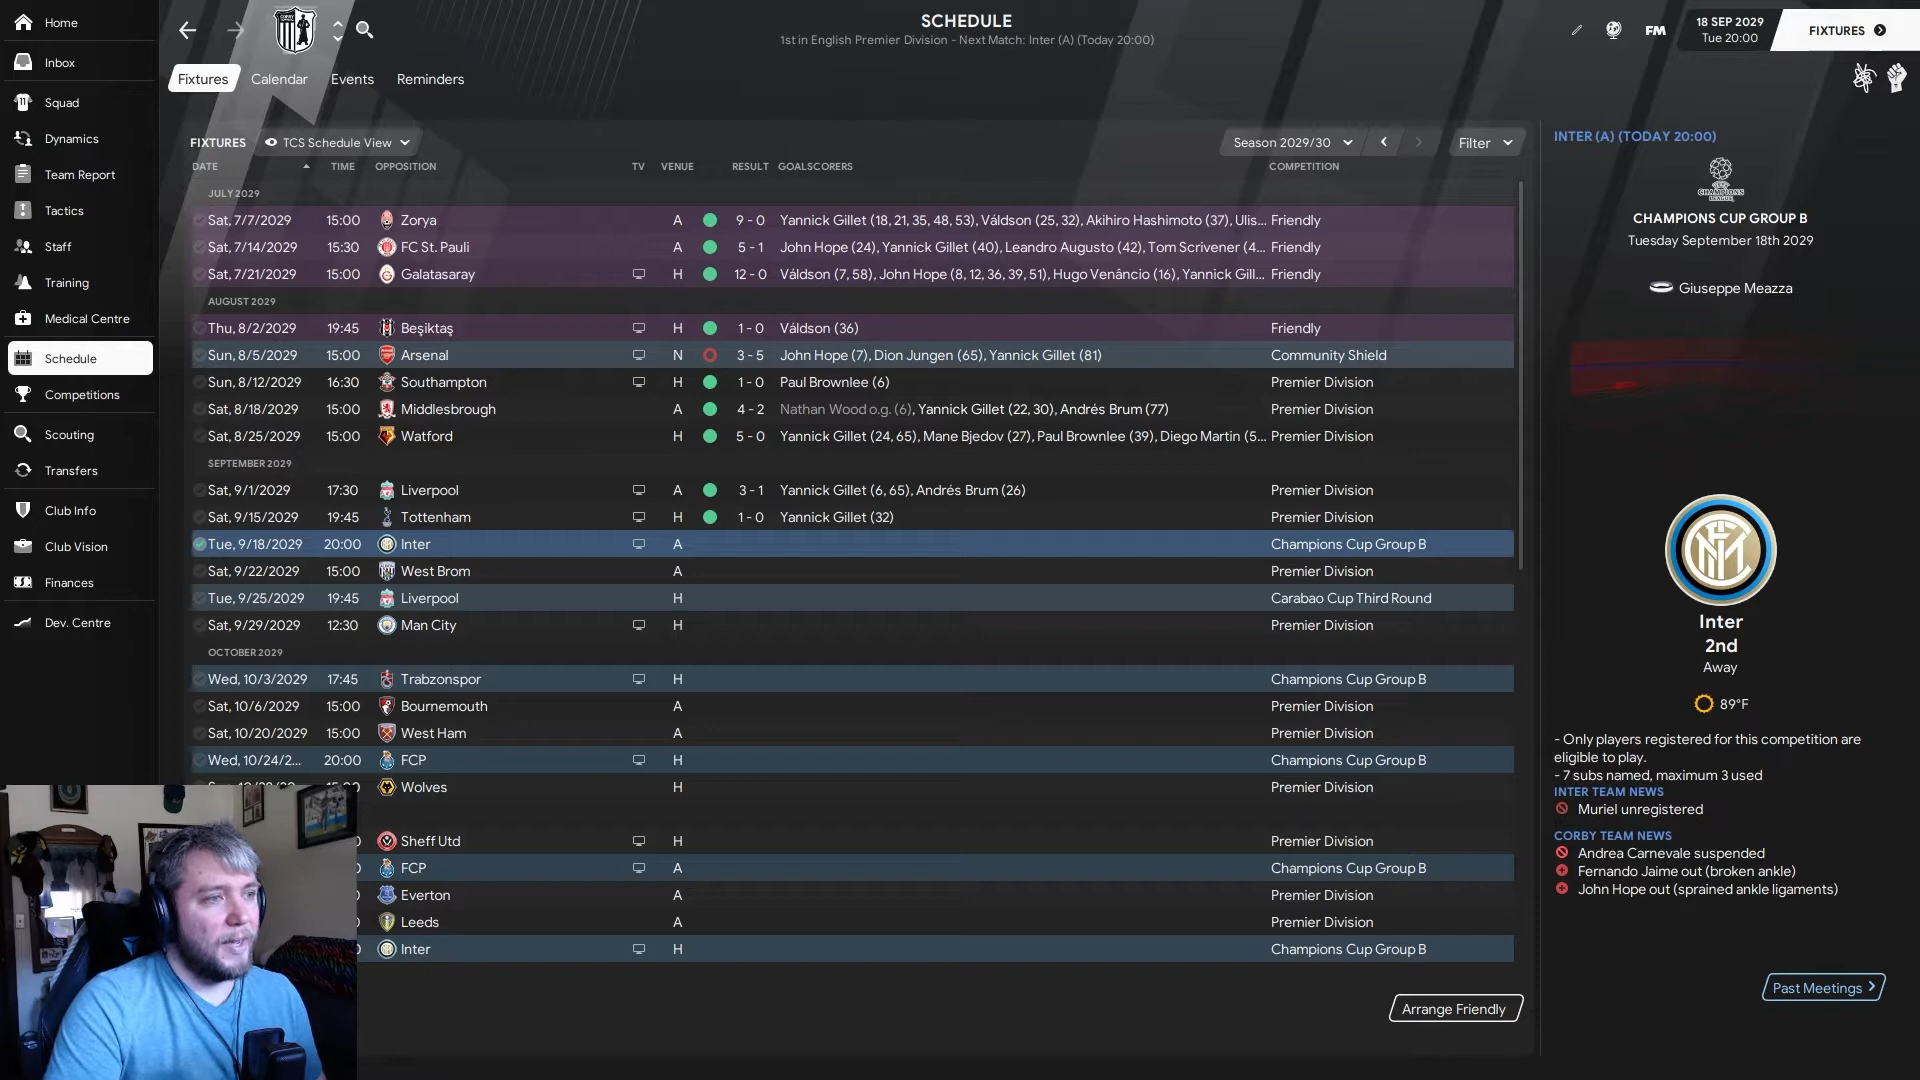 Home
Inbox
Squad
Dynamics
Team Report
Tactics
Staff
Training
Medical Centre
Schedule
Competitions
Scouting
Transfers
Club Info
Club Vision
Finances
Dev. Centre
SCHEDULE
1st in English Premier Division - Next Match: Inter (A) (Today 20:00)
FM
18 SEP 2029
Tue 20:00
FIXTURES
Fixtures Calendar Events Reminders
FIXTURES TCS Schedule View Season 2029/30 Filter
DATE TIME OPPOSITION TV VENUE RESULT GOALSCORERS COMPETITION
JULY 2029
Sat, 7/7/2029 15:00 Zorya A 9 - 0 Yannick Gillet (18, 21, 35, 48, 53), Váldson (25, 32), Akihiro Hashimoto (37), Ulis... Friendly
Sat, 7/14/2029 15:30 FC St. Pauli A 5 - 1 John Hope (24), Yannick Gillet (40), Leandro Augusto (42), Tom Scrivener (4... Friendly
Sat, 7/21/2029 15:00 Galatasaray H 12 - 0 Váldson (7, 58), John Hope (8, 12, 36, 39, 51), Hugo Venâncio (16), Yannick Gill... Friendly
AUGUST 2029
Thu, 8/2/2029 19:45 Beşiktaş H 1 - 0 Váldson (36) Friendly
Sun, 8/5/2029 15:00 Arsenal N 3 - 5 John Hope (7), Dion Jungen (65), Yannick Gillet (81) Community Shield
Sun, 8/12/2029 16:30 Southampton H 1 - 0 Paul Brownlee (6) Premier Division
Sat, 8/18/2029 15:00 Middlesbrough A 4 - 2 Nathan Wood o.g. (6), Yannick Gillet (22, 30), Andrés Brum (77) Premier Division
Sat, 8/25/2029 15:00 Watford H 5 - 0 Yannick Gillet (24, 65), Mane Bjedov (27), Paul Brownlee (39), Diego Martin (5... Premier Division
SEPTEMBER 2029
Sat, 9/1/2029 17:30 Liverpool A 3 - 1 Yannick Gillet (6, 65), Andrés Brum (26) Premier Division
Sat, 9/15/2029 19:45 Tottenham H 1 - 0 Yannick Gillet (32) Premier Division
Tue, 9/18/2029 20:00 Inter A Champions Cup Group B
Sat, 9/22/2029 15:00 West Brom A Premier Division
Tue, 9/25/2029 19:45 Liverpool H Carabao Cup Third Round
Sat, 9/29/2029 12:30 Man City H Premier Division
OCTOBER 2029
Wed, 10/3/2029 17:45 Trabzonspor H Champions Cup Group B
Sat, 10/6/2029 15:00 Bournemouth A Premier Division
Sat, 10/20/2029 15:00 West Ham A Premier Division
Wed, 10/24/2... 20:00 FCP H Champions Cup Group B
Wolves H Premier Division
Sheff Utd H Premier Division
FCP A Champions Cup Group B
Everton A Premier Division
Leeds A Premier Division
Inter H Champions Cup Group B
Arrange Friendly
INTER (A) (TODAY 20:00)
CHAMPIONS CUP GROUP B
Tuesday September 18th 2029
Giuseppe Meazza
Inter
2nd
Away
89°F
- Only players registered for this competition are
eligible to play.
- 7 subs named, maximum 3 used
INTER TEAM NEWS
Muriel unregistered
CORBY TEAM NEWS
Andrea Carnevale suspended
Fernando Jaime out (broken ankle)
John Hope out (sprained ankle ligaments)
Past Meetings